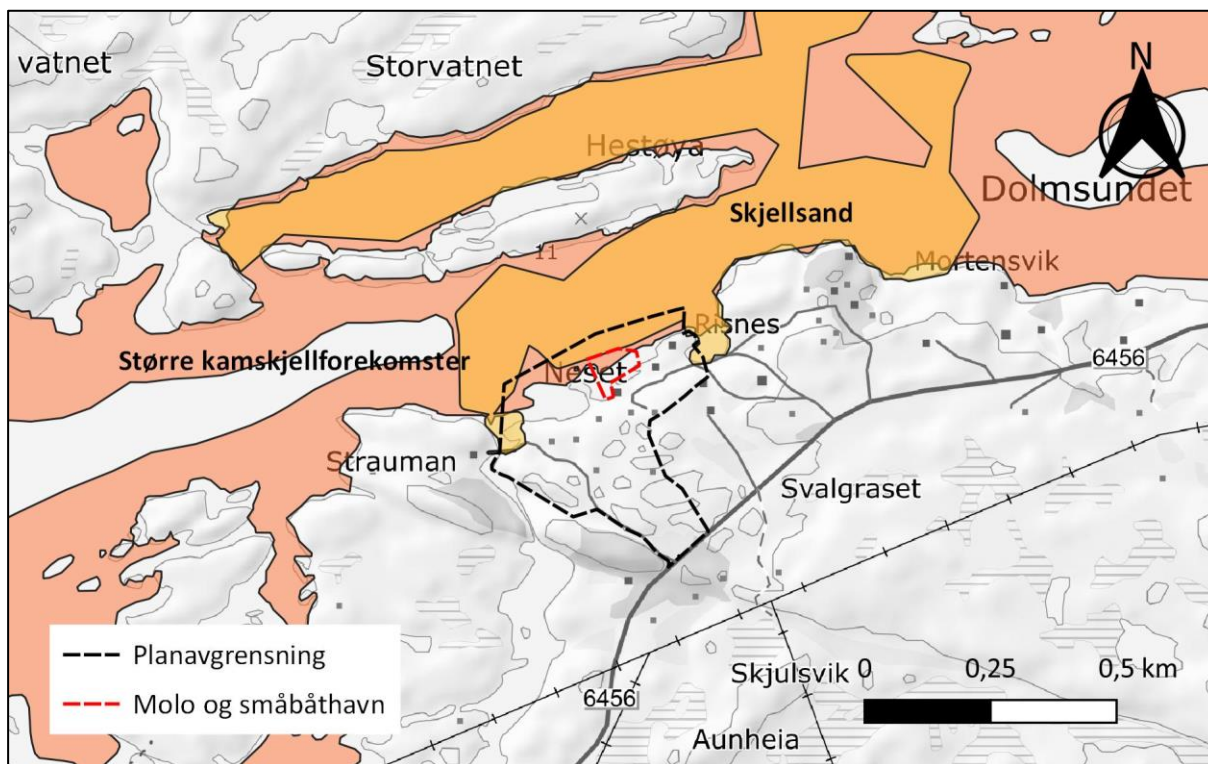 vatnet
Storvatnet
N
Hestøya
Dolmsundet
Skjellsand
11
Mortensvik
Risnes
Større kamskjellforekomster
Neset
6456
Strauman
Svalgraset
Planavgrensning
Molo og småbåthavn
Skjulsvik
0 0,25 0,5 km
6456
Aunheia